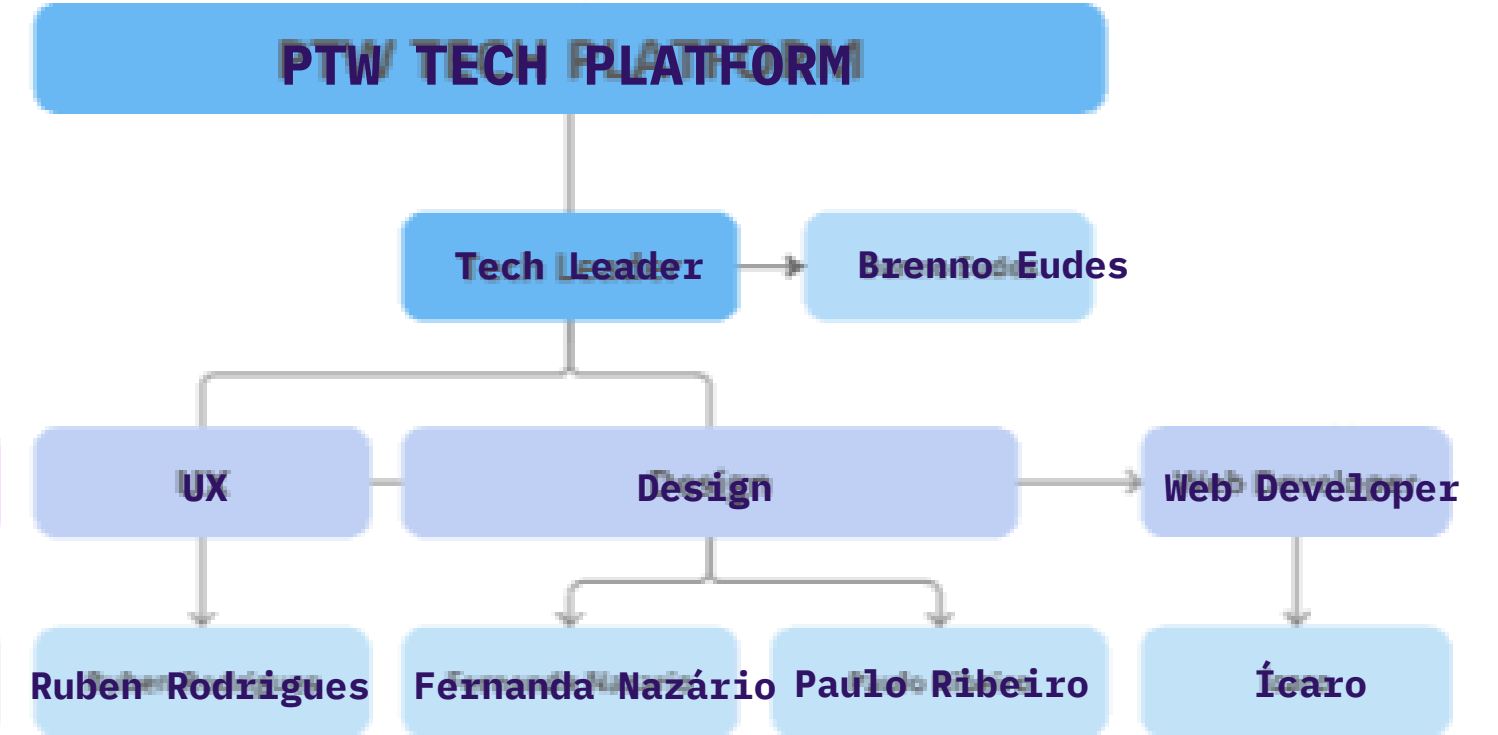 PTW TECH PLATFORM
Tech Leader
Brenno Eudes
UX
Design
Web Developer
Ruben Rodrigues
Fernanda Nazário
Paulo Ribeiro
Ícaro